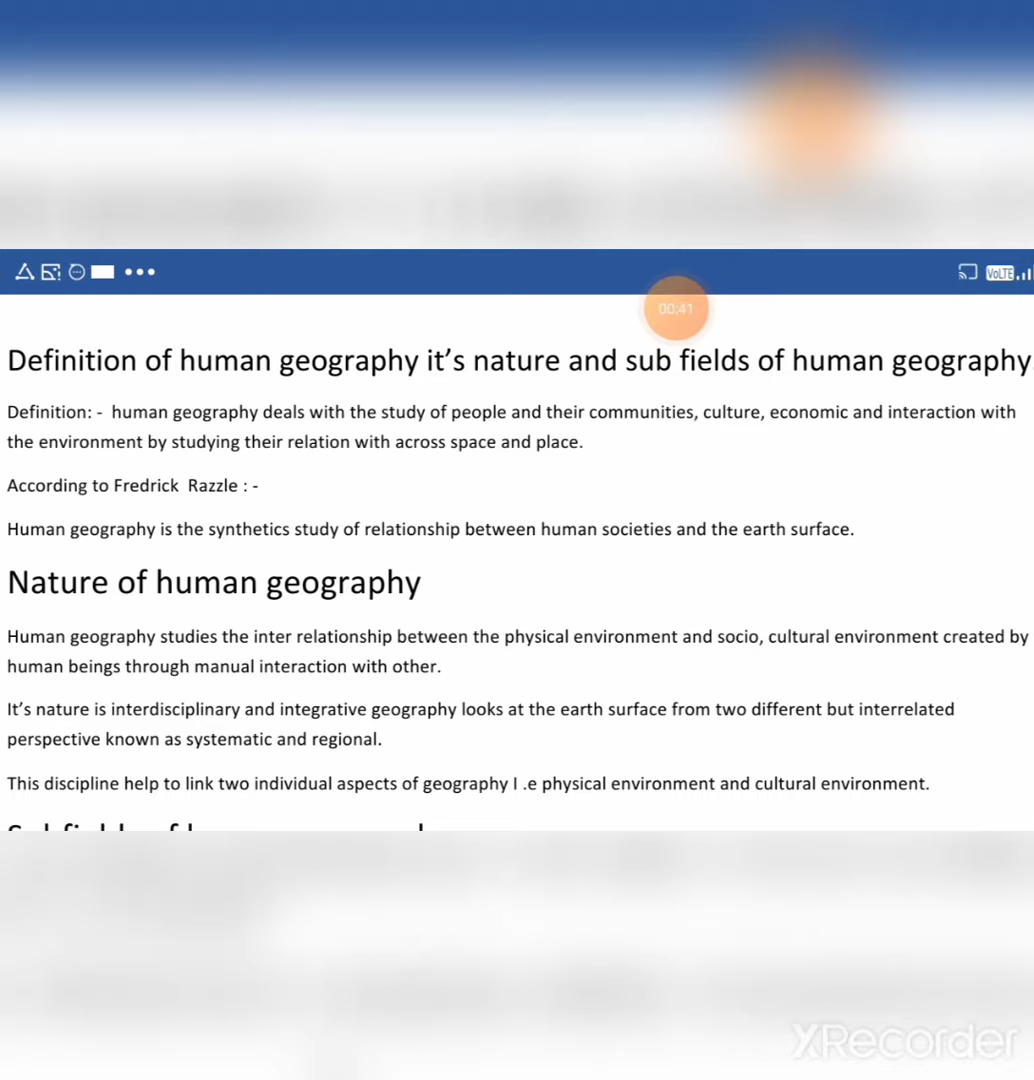 VoLTE
00:41
Definition of human geography it's nature and sub fields of human geography
Definition: - human geography deals with the study of people and their communities, culture, economic and interaction with
the environment by studying their relation with across space and place.
According to Fredrick Razzle : -
Human geography is the synthetics study of relationship between human societies and the earth surface.
Nature of human geography
Human geography studies the inter relationship between the physical environment and socio, cultural environment created by
human beings through manual interaction with other.
It's nature is interdisciplinary and integrative geography looks at the earth surface from two different but interrelated
perspective known as systematic and regional.
This discipline help to link two individual aspects of geography I .e physical environment and cultural environment.
XRecorder